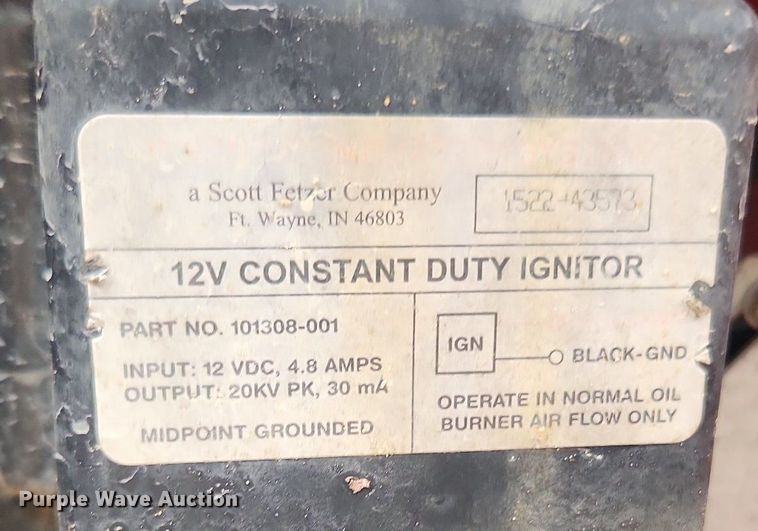 a Scott Fetzer Company
Ft. Wayne, IN 46803
1522-43573
12V CONSTANT DUTY IGNITOR
PART NO. 101308-001
INPUT: 12 VDC, 4.8 AMPS
OUTPUT: 20KV PK, 30 mA
MIDPOINT GROUNDED
IGN
BLACK-GND
OPERATE IN NORMAL OIL
BURNER AIR FLOW ONLY
Purple Wave Auction